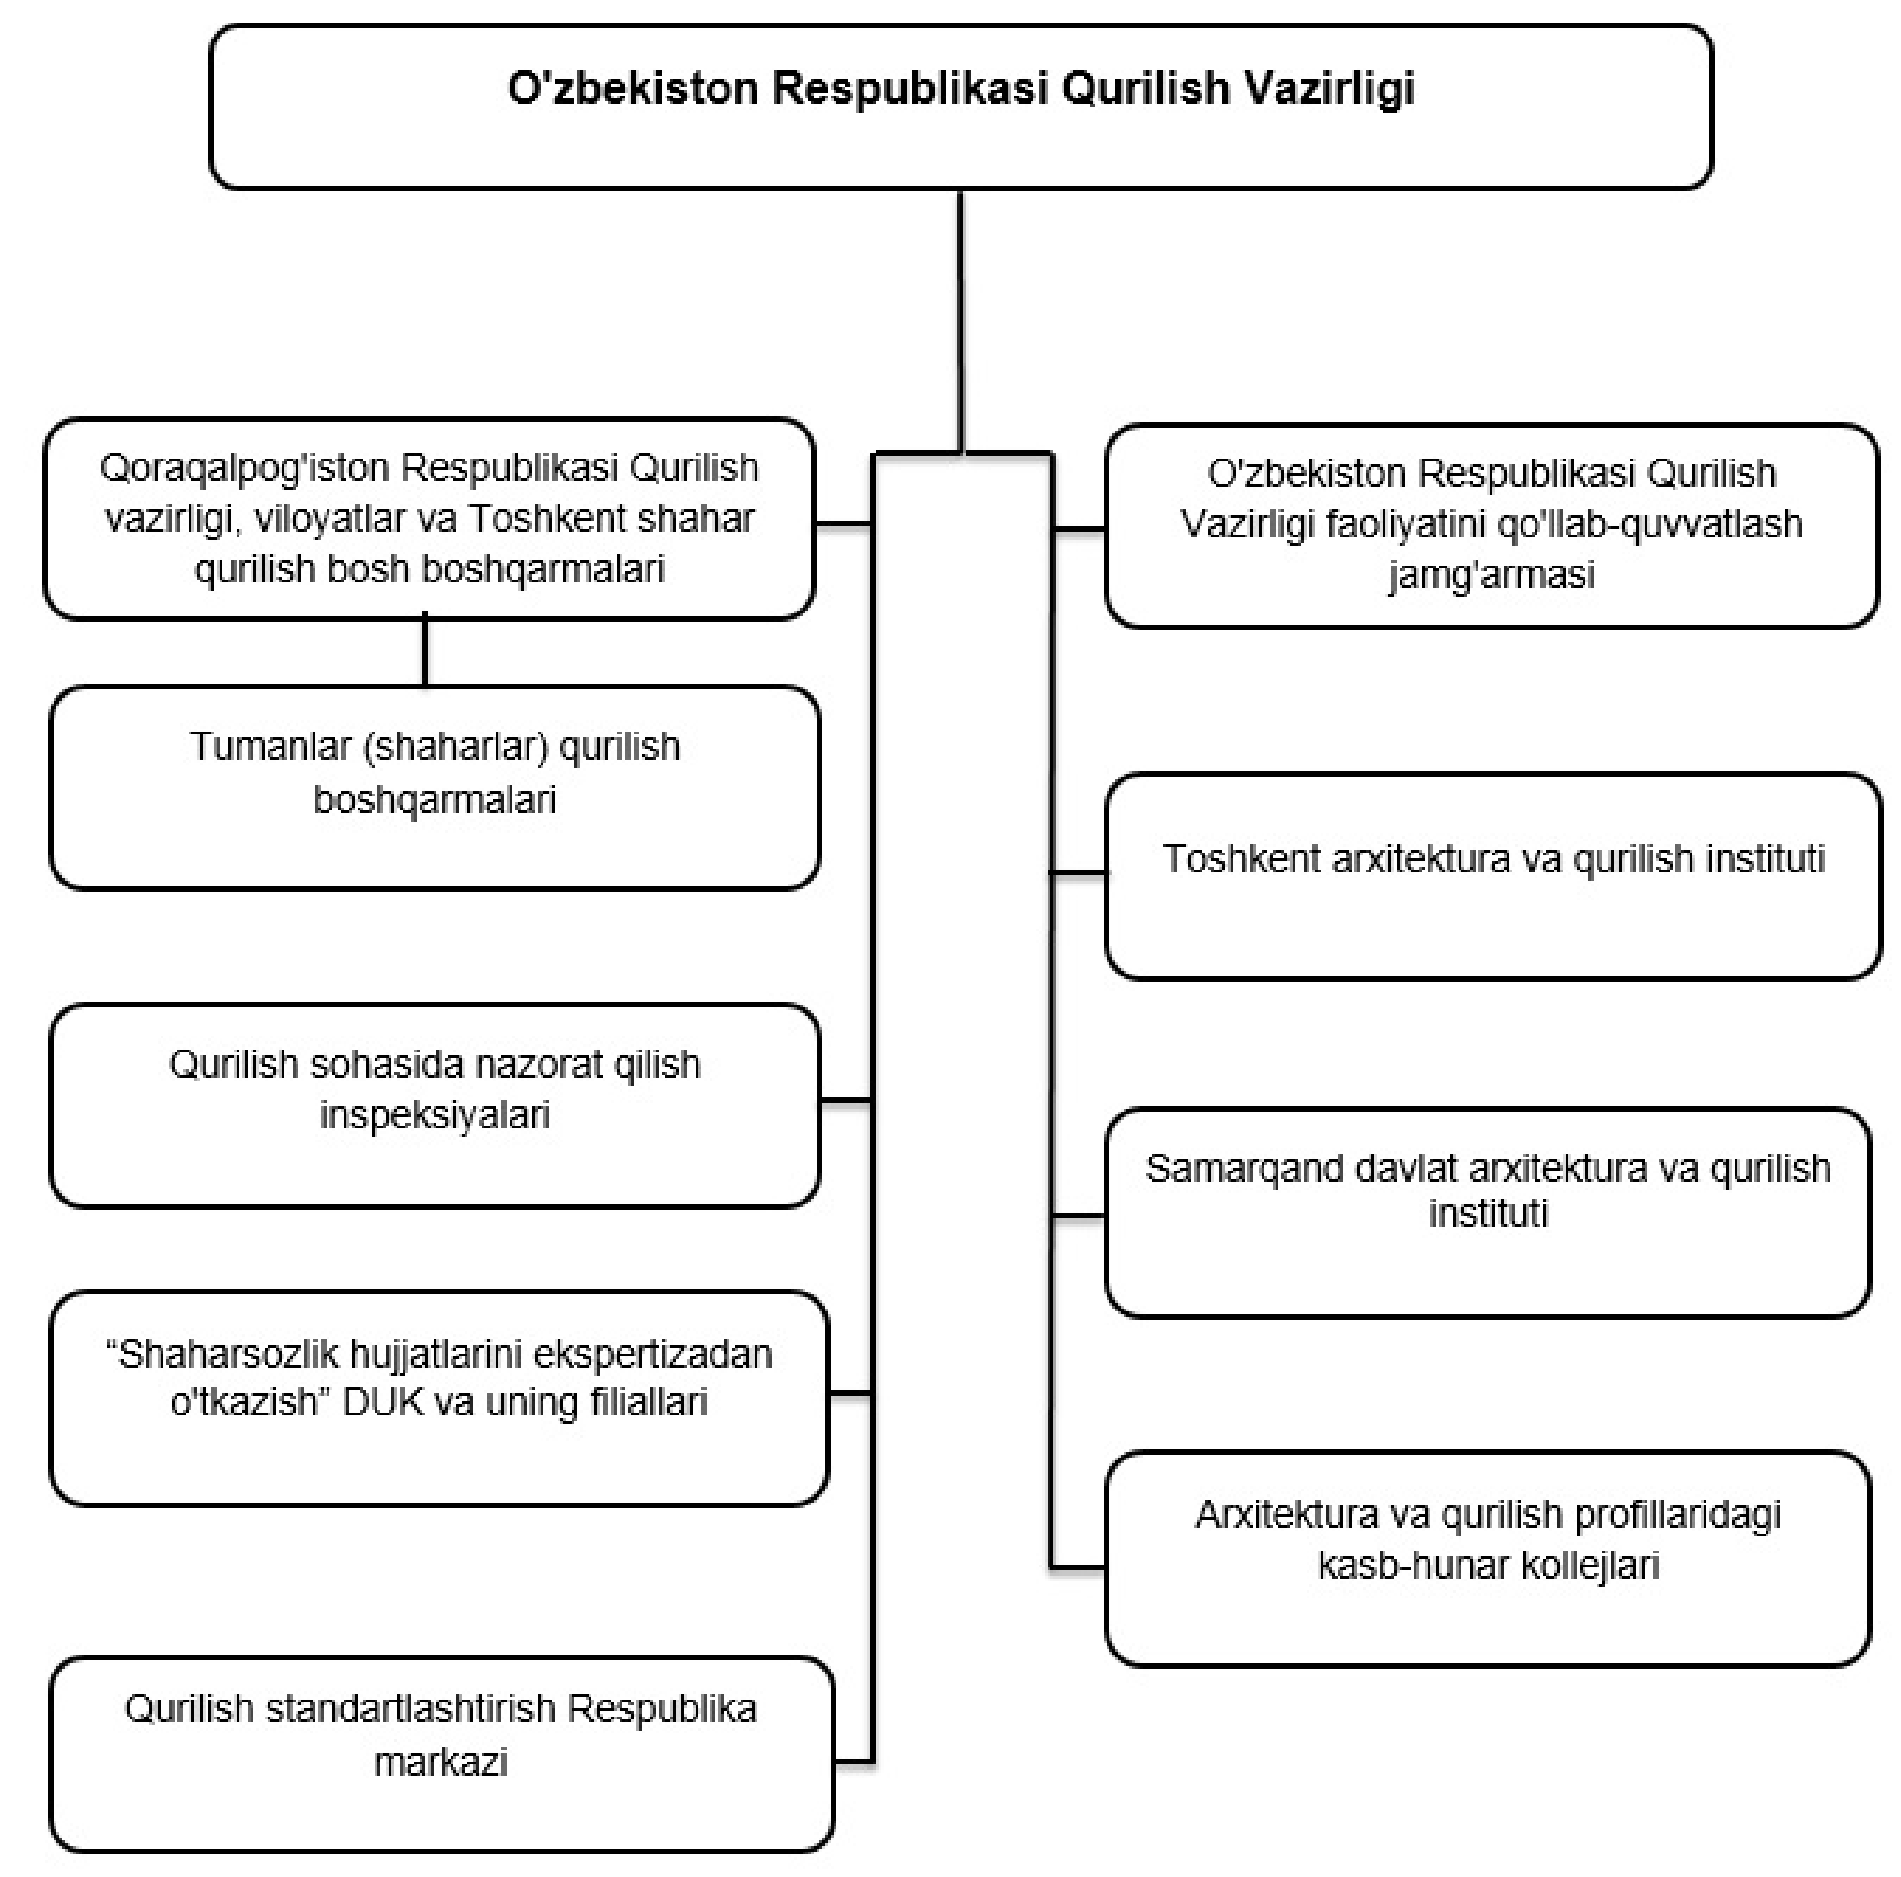 O'zbekiston Respublikasi Qurilish Vazirligi
Qoraqalpog'iston Respublikasi Qurilish
vazirligi, viloyatlar va Toshkent shahar
qurilish bosh boshqarmalari
Tumanlar (shaharlar) qurilish
boshqarmalari
Qurilish sohasida nazorat qilish
inspeksiyalari
“Shaharsozlik hujjatlarini ekspertizadan
o'tkazish” DUK va uning filiallari
Qurilish standartlashtirish Respublika
markazi
O'zbekiston Respublikasi Qurilish
Vazirligi faoliyatini qo'llab-quvvatlash
jamg'armasi
Toshkent arxitektura va qurilish instituti
Samarqand davlat arxitektura va qurilish
instituti
Arxitektura va qurilish profillaridagi
kasb-hunar kollejlari